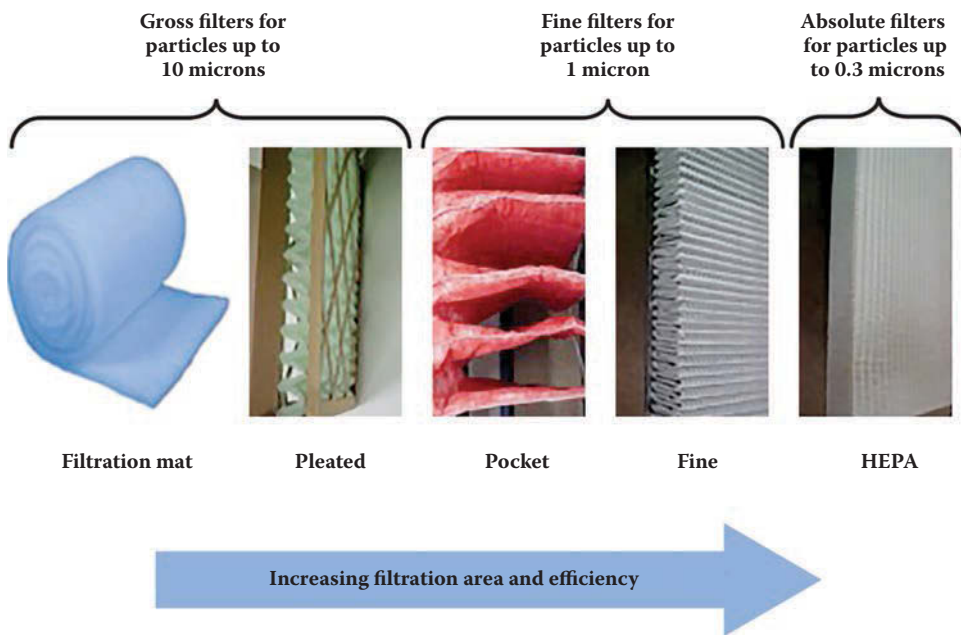 Gross filters for
particles up to
10 microns
Fine filters for
particles up to
1 micron
Absolute filters
for particles up
to 0.3 microns
Filtration mat
Pleated
Pocket
Fine
HEPA
Increasing filtration area and efficiency